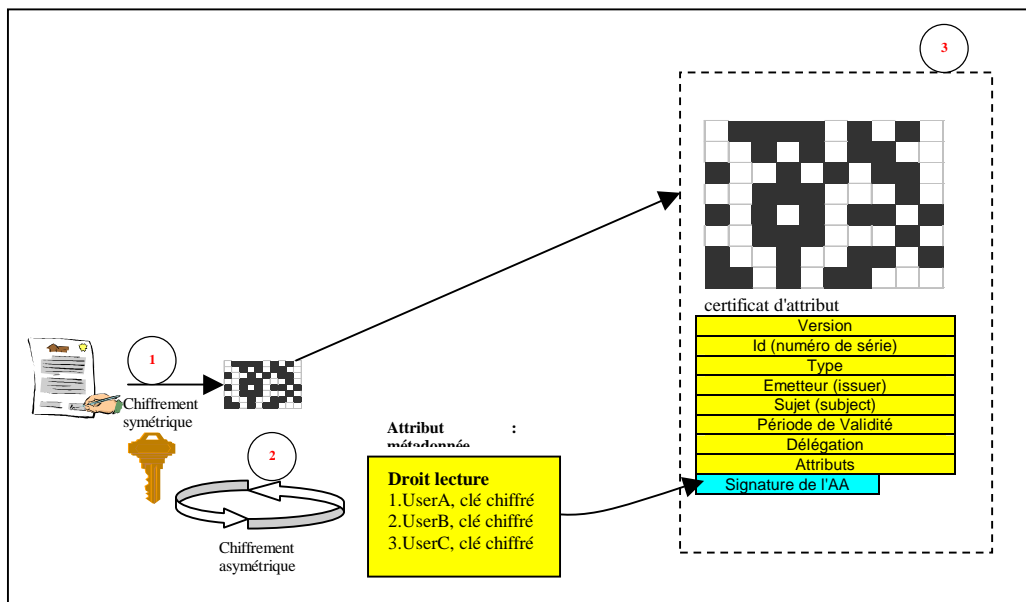 3
certificat d'attribut
Version
Id (numéro de série)
Type
Emetteur (issuer)
Sujet (subject)
Période de Validité
Délégation
Attributs
Signature de l'AA
1
Chiffrement
symétrique
2
Chiffrement
asymétrique
Attribut :
métadonnée
Droit lecture
1.UserA, clé chiffré
2.UserB, clé chiffré
3.UserC, clé chiffré